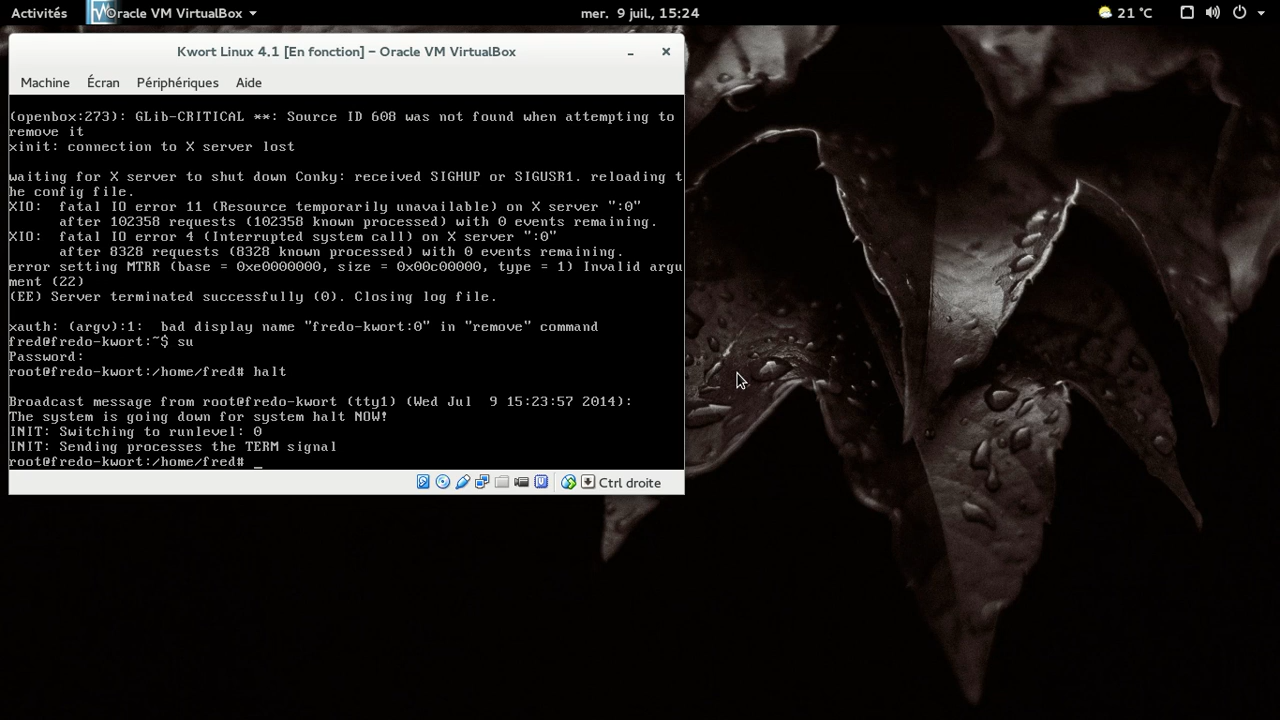 Activités
Oracle VM VirtualBox
mer. 9 juil., 15:24
21 °C
Kwort Linux 4.1 [En fonction] – Oracle VM VirtualBox
Machine Écran Périphériques Aide
(openbox:273): GLib-CRITICAL **: Source ID 608 was not found when attempting to
remove it
xinit: connection to X server lost
waiting for X server to shut down Conky: received SIGHUP or SIGUSR1. reloading t
he config file.
XIO:  fatal IO error 11 (Resource temporarily unavailable) on X server ":0"
      after 102358 requests (102358 known processed) with 0 events remaining.
XIO:  fatal IO error 4 (Interrupted system call) on X server ":0"
      after 8328 requests (8328 known processed) with 0 events remaining.
error setting MTRR (base = 0xe0000000, size = 0x00c00000, type = 1) Invalid argu
ment (22)
(EE) Server terminated successfully (0). Closing log file.
xauth: (argv):1:  bad display name "fredo-kwort:0" in "remove" command
fred@fredo-kwort:~$ su
Password:
root@fredo-kwort:/home/fred# halt
Broadcast message from root@fredo-kwort (tty1) (Wed Jul  9 15:23:57 2014):
The system is going down for system halt NOW!
INIT: Switching to runlevel: 0
INIT: Sending processes the TERM signal
root@fredo-kwort:/home/fred# _
Ctrl droite